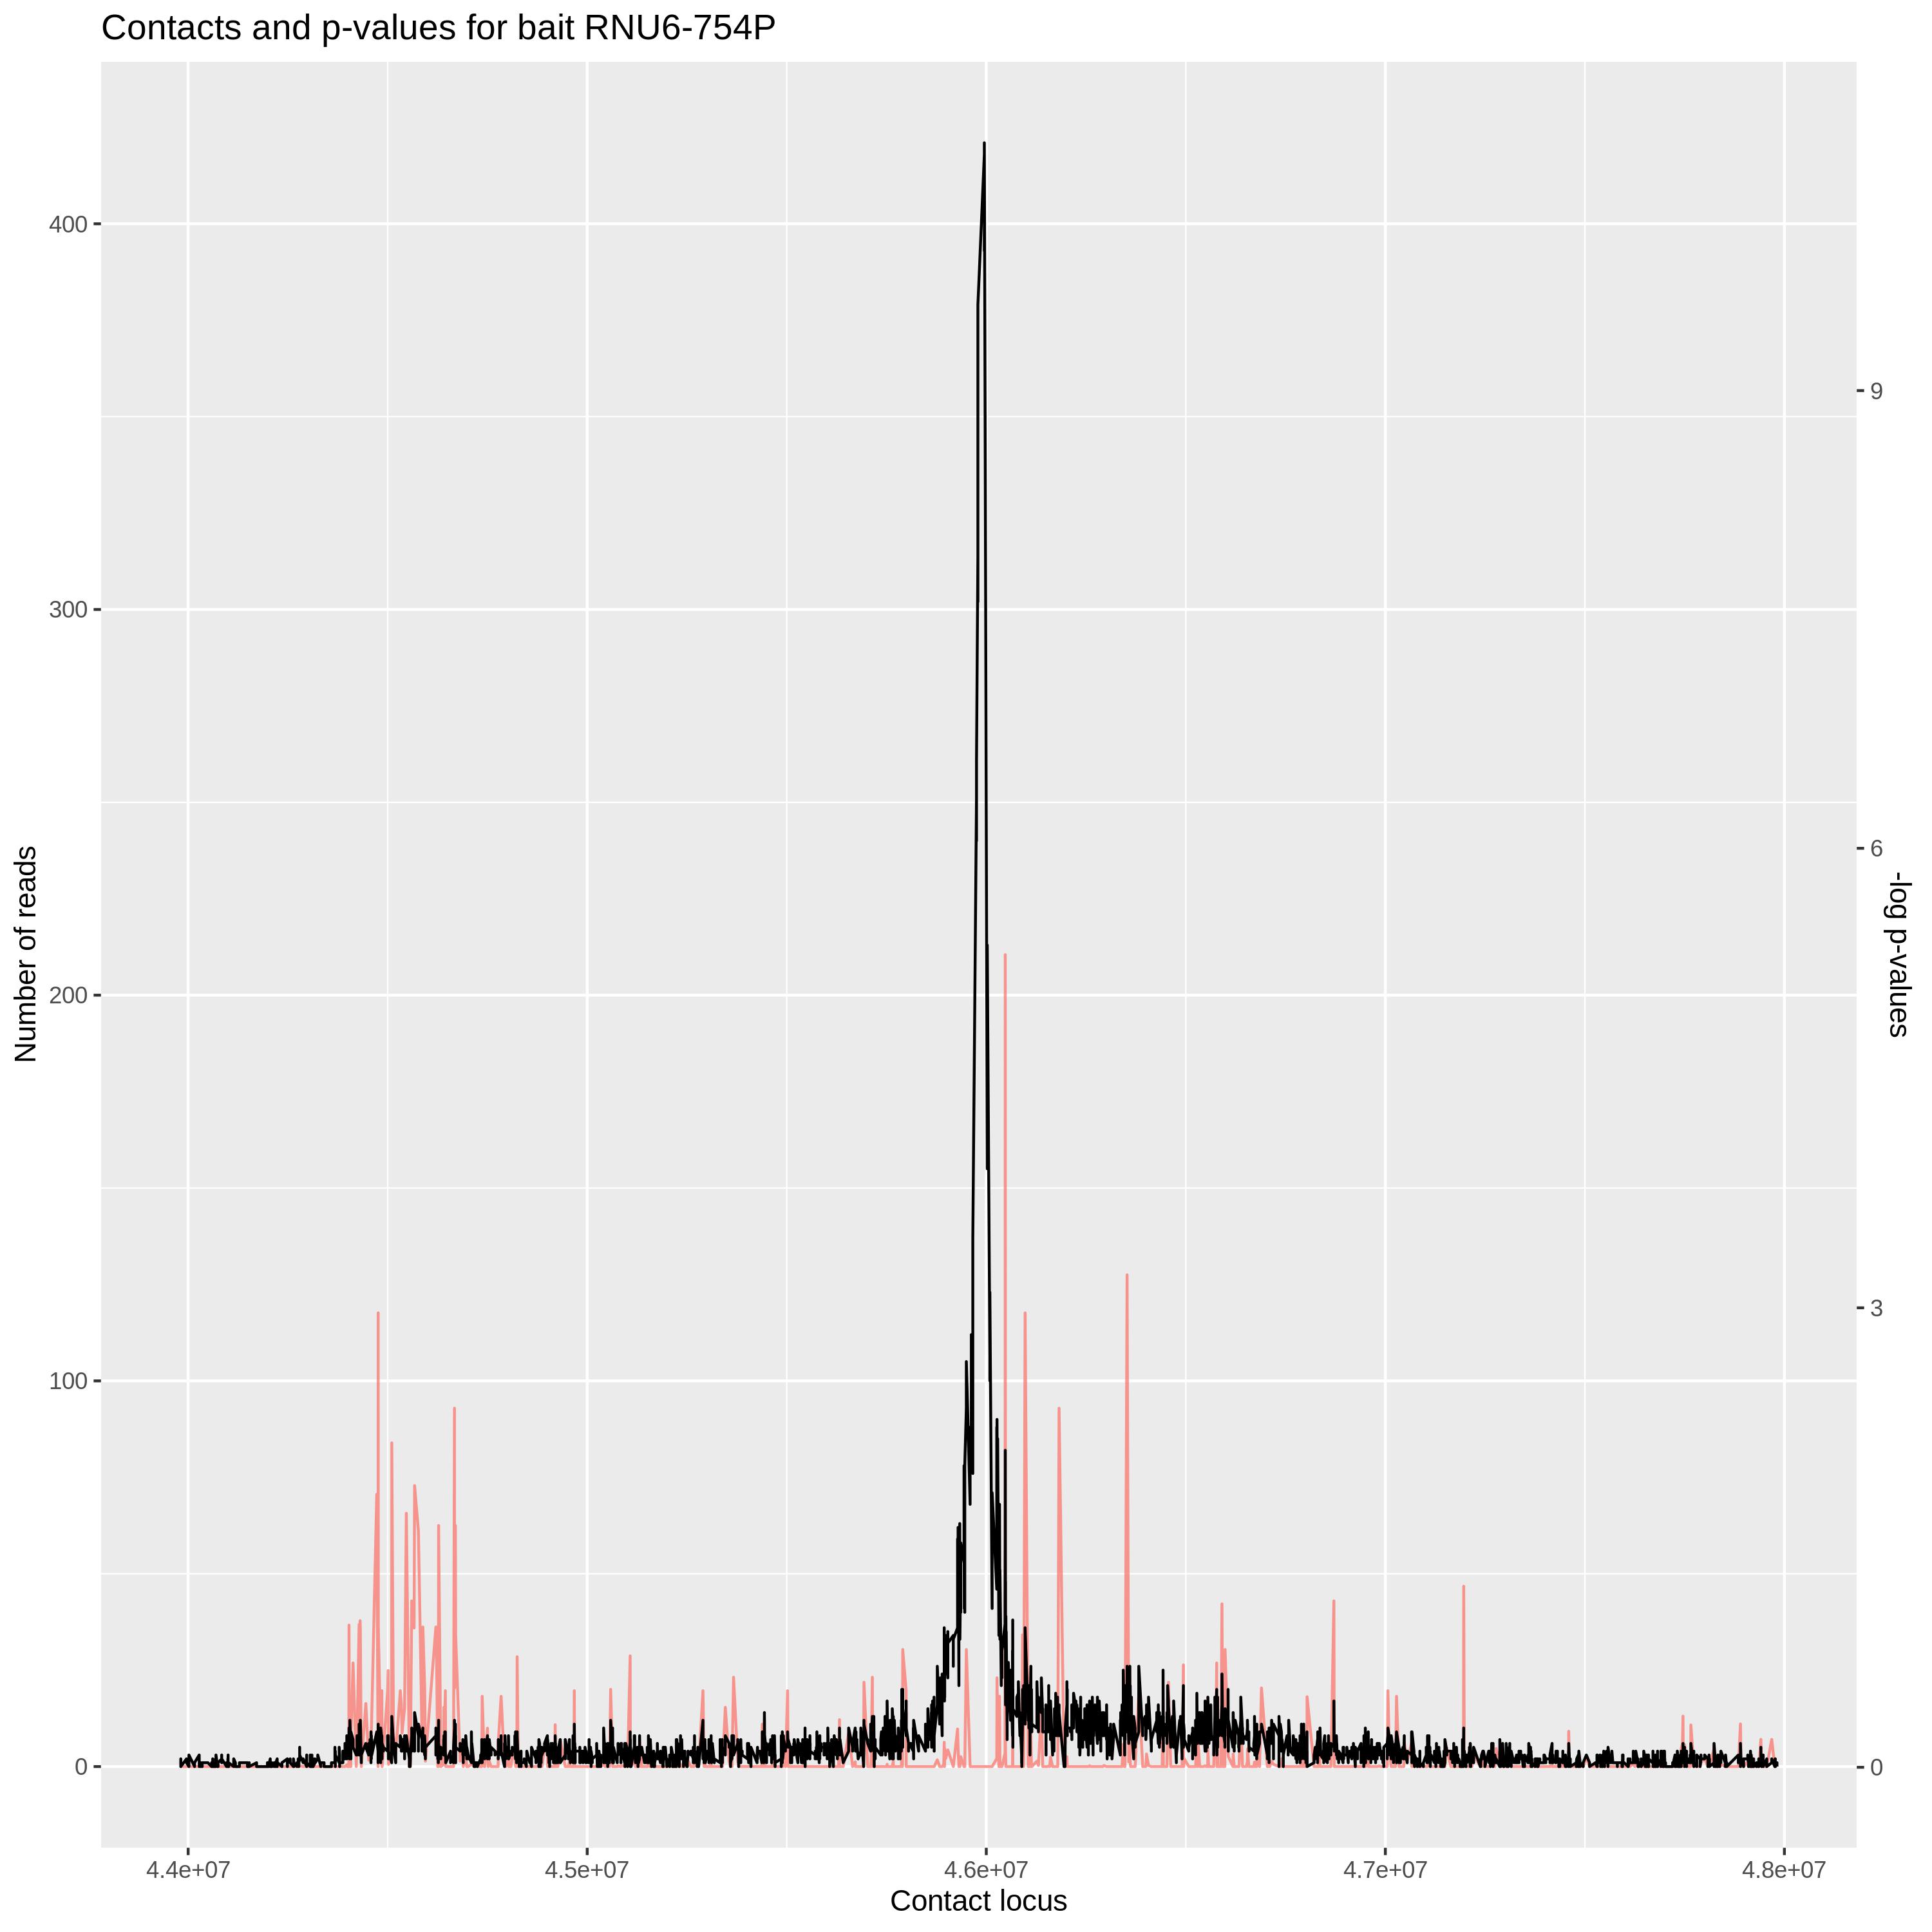 Contacts and p-values for bait RNU6-754P
400
300
200
100
0
Number of reads
9
6
3
0
-log p-values
4.4e+07
4.5e+07
4.6e+07
4.7e+07
4.8e+07
Contact locus